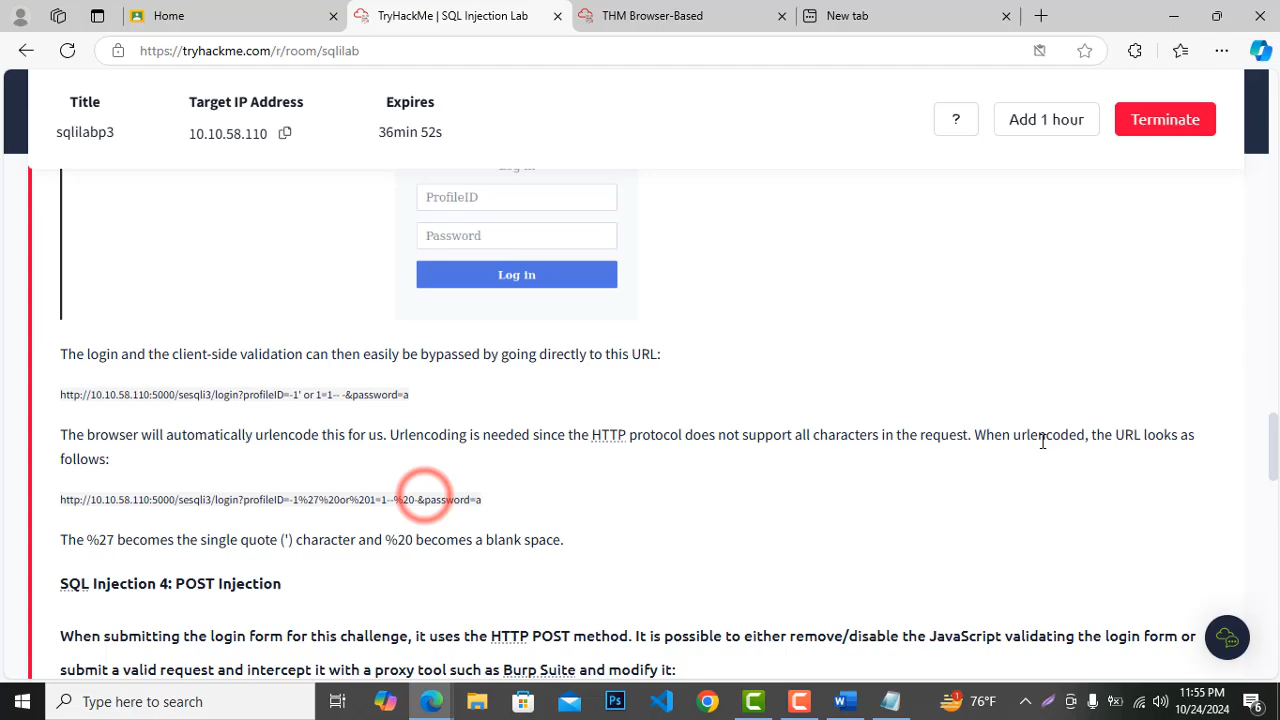 Home
TryHackMe | SQL Injection Lab
THM Browser-Based
New tab
https://tryhackme.com/r/room/sqlilab
Title
Target IP Address
Expires
sqlilabp3
10.10.58.110
36min 52s
?
Add 1 hour
Terminate
Log in
ProfileID
Password
Log in
The login and the client-side validation can then easily be bypassed by going directly to this URL:
http://10.10.58.110:5000/sesqli3/login?profileID=-1' or 1=1-- -&password=a
The browser will automatically urlencode this for us. Urlencoding is needed since the HTTP protocol does not support all characters in the request. When urlencoded, the URL looks as
follows:
http://10.10.58.110:5000/sesqli3/login?profileID=-1%27%20or%201=1--%20-&password=a
The %27 becomes the single quote (') character and %20 becomes a blank space.
SQL Injection 4: POST Injection
When submitting the login form for this challenge, it uses the HTTP POST method. It is possible to either remove/disable the JavaScript validating the login form or
submit a valid request and intercept it with a proxy tool such as Burp Suite and modify it:
Type here to search
76°F
11:55 PM
10/24/2024
6